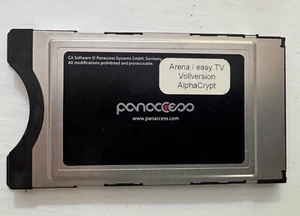 CA Software © Panaccess Systems GmbH, Germany.
All modifications prohibited and prosecutable.
Arena / easy.TV
Vollversion
AlphaCrypt
panaccess
www.panaccess.com